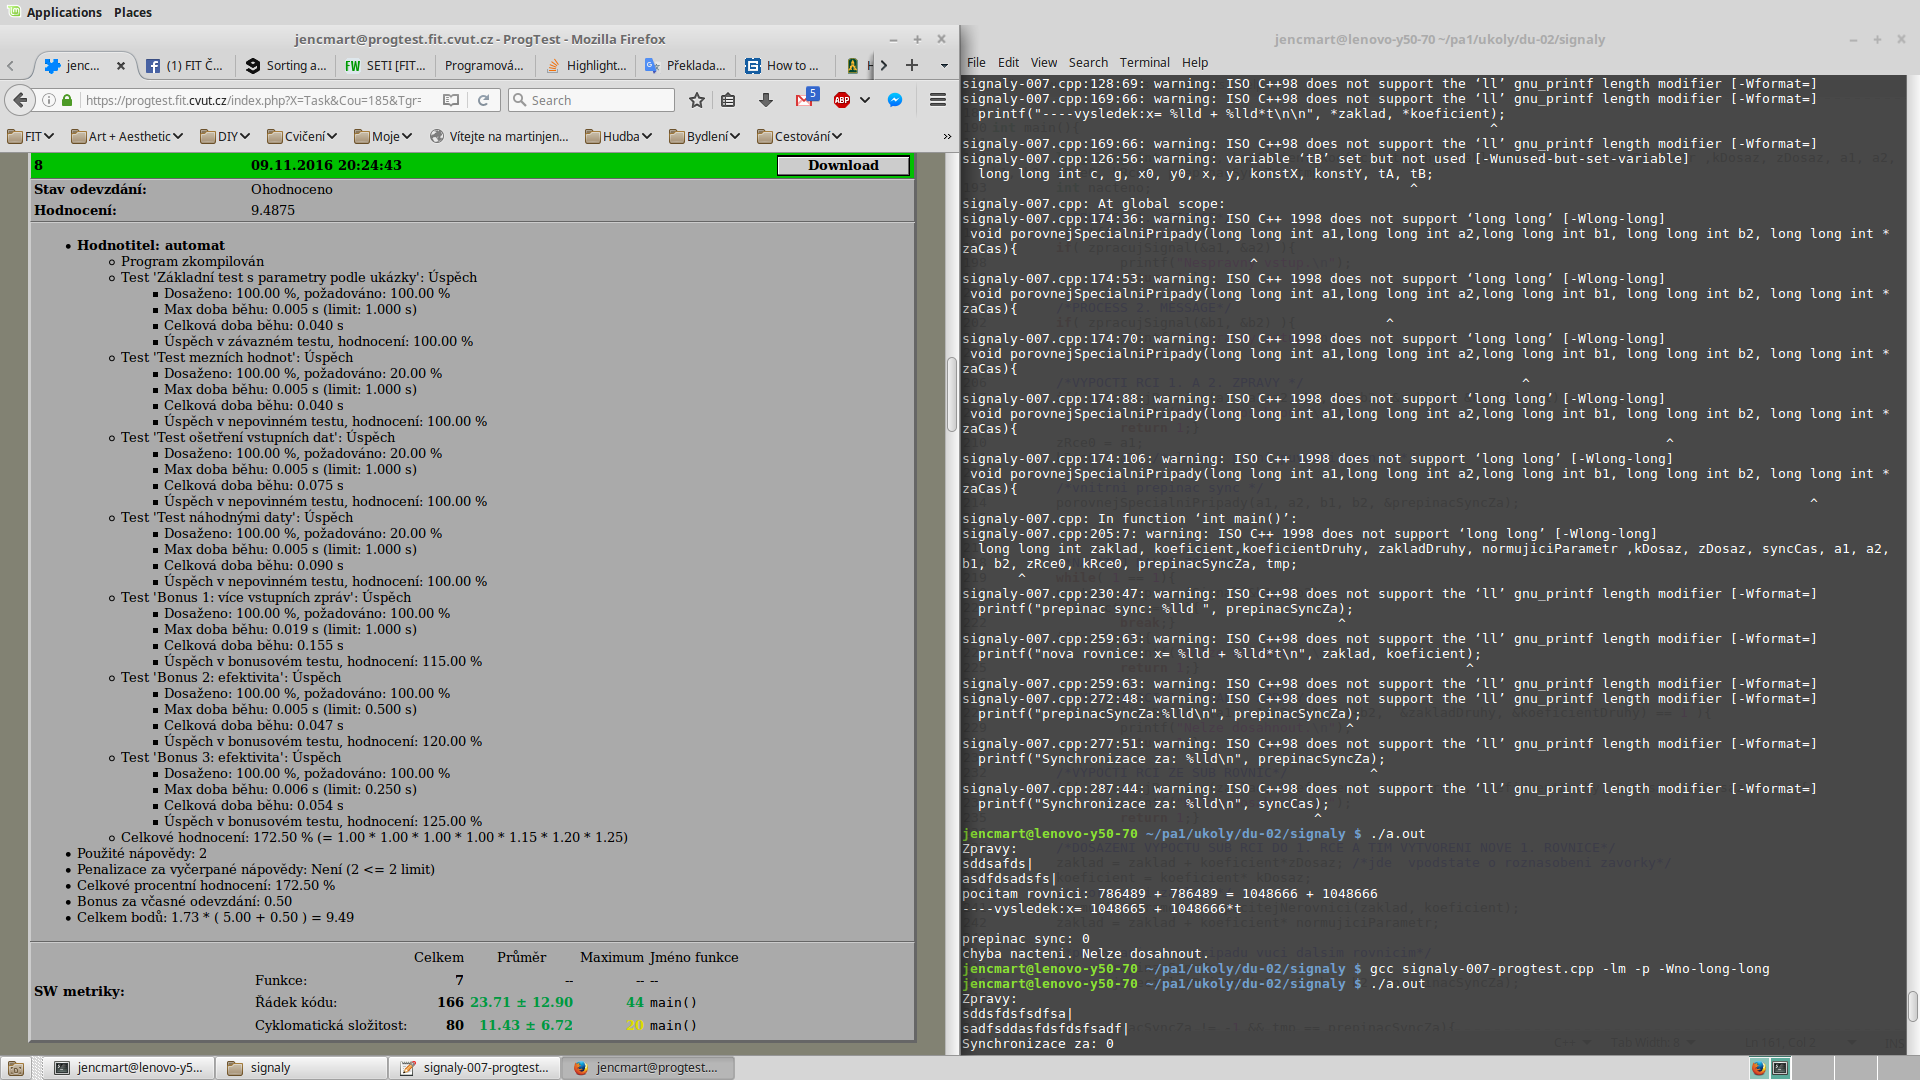 Applications Places
jencmart@progtest.fit.cvut.cz - ProgTest - Mozilla Firefox
jencm...
(1) FIT Č...
Sorting a...
SETI [FIT...
Programová...
Highlight...
Překlada...
How to ...
https://progtest.fit.cvut.cz/index.php?X=Task&Cou=185&Tgr=
Search
5
ABP
FIT
Art + Aesthetic
DIY
Cvičení
Moje
Vítejte na martinjen...
Hudba
Bydlení
Cestování
8 09.11.2016 20:24:43 Download
Stav odevzdání: Ohodnoceno
Hodnocení: 9.4875
Hodnotitel: automat
Program zkompilován
Test 'Základní test s parametry podle ukázky': Úspěch
Dosaženo: 100.00 %, požadováno: 100.00 %
Max doba běhu: 0.005 s (limit: 1.000 s)
Celková doba běhu: 0.040 s
Úspěch v závazném testu, hodnocení: 100.00 %
Test 'Test mezních hodnot': Úspěch
Dosaženo: 100.00 %, požadováno: 20.00 %
Max doba běhu: 0.005 s (limit: 1.000 s)
Celková doba běhu: 0.040 s
Úspěch v nepovinném testu, hodnocení: 100.00 %
Test 'Test ošetření vstupních dat': Úspěch
Dosaženo: 100.00 %, požadováno: 20.00 %
Max doba běhu: 0.005 s (limit: 1.000 s)
Celková doba běhu: 0.075 s
Úspěch v nepovinném testu, hodnocení: 100.00 %
Test 'Test náhodnými daty': Úspěch
Dosaženo: 100.00 %, požadováno: 20.00 %
Max doba běhu: 0.005 s (limit: 1.000 s)
Celková doba běhu: 0.090 s
Úspěch v nepovinném testu, hodnocení: 100.00 %
Test 'Bonus 1: více vstupních zpráv': Úspěch
Dosaženo: 100.00 %, požadováno: 100.00 %
Max doba běhu: 0.019 s (limit: 1.000 s)
Celková doba běhu: 0.155 s
Úspěch v bonusovém testu, hodnocení: 115.00 %
Test 'Bonus 2: efektivita': Úspěch
Dosaženo: 100.00 %, požadováno: 100.00 %
Max doba běhu: 0.005 s (limit: 0.500 s)
Celková doba běhu: 0.047 s
Úspěch v bonusovém testu, hodnocení: 120.00 %
Test 'Bonus 3: efektivita': Úspěch
Dosaženo: 100.00 %, požadováno: 100.00 %
Max doba běhu: 0.006 s (limit: 0.250 s)
Celková doba běhu: 0.054 s
Úspěch v bonusovém testu, hodnocení: 125.00 %
Celkové hodnocení: 172.50 % (= 1.00 * 1.00 * 1.00 * 1.00 * 1.15 * 1.20 * 1.25)
Použité nápovědy: 2
Penalizace za vyčerpané nápovědy: Není (2 <= 2 limit)
Celkové procentní hodnocení: 172.50 %
Bonus za včasné odevzdání: 0.50
Celkem bodů: 1.73 * ( 5.00 + 0.50 ) = 9.49
SW metriky:
Celkem Průměr Maximum Jméno funkce
Funkce: 7 -- -- --
Řádek kódu: 166 23.71 ± 12.90 44 main()
Cyklomatická složitost: 80 11.43 ± 6.72 20 main()
jencmart@lenovo-y50-70 ~/pa1/ukoly/du-02/signaly
File Edit View Search Terminal Help
signaly-007.cpp:128:69: warning: ISO C++98 does not support the ‘ll’ gnu_printf length modifier [-Wformat=]
signaly-007.cpp:169:66: warning: ISO C++98 does not support the ‘ll’ gnu_printf length modifier [-Wformat=]
printf("----vysledek:x= %lld + %lld*t\n\n", *zaklad, *koeficient);
^
signaly-007.cpp:169:66: warning: ISO C++98 does not support the ‘ll’ gnu_printf length modifier [-Wformat=]
signaly-007.cpp:126:56: warning: variable ‘tB’ set but not used [-Wunused-but-set-variable]
long long int c, g, x0, y0, x, y, konstX, konstY, tA, tB;
^
signaly-007.cpp: At global scope:
signaly-007.cpp:174:36: warning: ISO C++ 1998 does not support ‘long long’ [-Wlong-long]
void porovnejSpecialniPripady(long long int a1,long long int a2,long long int b1, long long int b2, long long int *
zaCas){
^
signaly-007.cpp:174:53: warning: ISO C++ 1998 does not support ‘long long’ [-Wlong-long]
void porovnejSpecialniPripady(long long int a1,long long int a2,long long int b1, long long int b2, long long int *
zaCas){
^
signaly-007.cpp:174:70: warning: ISO C++ 1998 does not support ‘long long’ [-Wlong-long]
void porovnejSpecialniPripady(long long int a1,long long int a2,long long int b1, long long int b2, long long int *
zaCas){
^
signaly-007.cpp:174:88: warning: ISO C++ 1998 does not support ‘long long’ [-Wlong-long]
void porovnejSpecialniPripady(long long int a1,long long int a2,long long int b1, long long int b2, long long int *
zaCas){
^
signaly-007.cpp:174:106: warning: ISO C++ 1998 does not support ‘long long’ [-Wlong-long]
void porovnejSpecialniPripady(long long int a1,long long int a2,long long int b1, long long int b2, long long int *
zaCas){
^
signaly-007.cpp: In function ‘int main()’:
signaly-007.cpp:205:7: warning: ISO C++ 1998 does not support ‘long long’ [-Wlong-long]
long long int zaklad, koeficient,koeficientDruhy, zakladDruhy, normujiciParametr ,kDosaz, zDosaz, syncCas, a1, a2,
b1, b2, zRce0, kRce0, prepinacSyncZa, tmp;
^
signaly-007.cpp:230:47: warning: ISO C++98 does not support the ‘ll’ gnu_printf length modifier [-Wformat=]
printf("prepinac sync: %lld ", prepinacSyncZa);
^
signaly-007.cpp:259:63: warning: ISO C++98 does not support the ‘ll’ gnu_printf length modifier [-Wformat=]
printf("nova rovnice: x= %lld + %lld*t\n", zaklad, koeficient);
^
signaly-007.cpp:259:63: warning: ISO C++98 does not support the ‘ll’ gnu_printf length modifier [-Wformat=]
signaly-007.cpp:272:48: warning: ISO C++98 does not support the ‘ll’ gnu_printf length modifier [-Wformat=]
printf("prepinacSyncZa:%lld\n", prepinacSyncZa);
^
signaly-007.cpp:277:51: warning: ISO C++98 does not support the ‘ll’ gnu_printf length modifier [-Wformat=]
printf("Synchronizace za: %lld\n", prepinacSyncZa);
^
signaly-007.cpp:287:44: warning: ISO C++98 does not support the ‘ll’ gnu_printf length modifier [-Wformat=]
printf("Synchronizace za: %lld\n", syncCas);
^
jencmart@lenovo-y50-70 ~/pa1/ukoly/du-02/signaly $ ./a.out
Zpravy:
sddsafds|
asdfdsadsfs|
pocitam rovnici: 786489 + 786489 = 1048666 + 1048666
----vysledek:x= 1048665 + 1048666*t
prepinac sync: 0
chyba nacteni. Nelze dosahnout.
jencmart@lenovo-y50-70 ~/pa1/ukoly/du-02/signaly $ gcc signaly-007-progtest.cpp -lm -p -Wno-long-long
jencmart@lenovo-y50-70 ~/pa1/ukoly/du-02/signaly $ ./a.out
Zpravy:
sddsfdsfsdfsa|
sadfsddasfdsfdsfsadf|
Synchronizace za: 0
jencmart@lenovo-y5...
signaly
signaly-007-progtest...
jencmart@progtest....